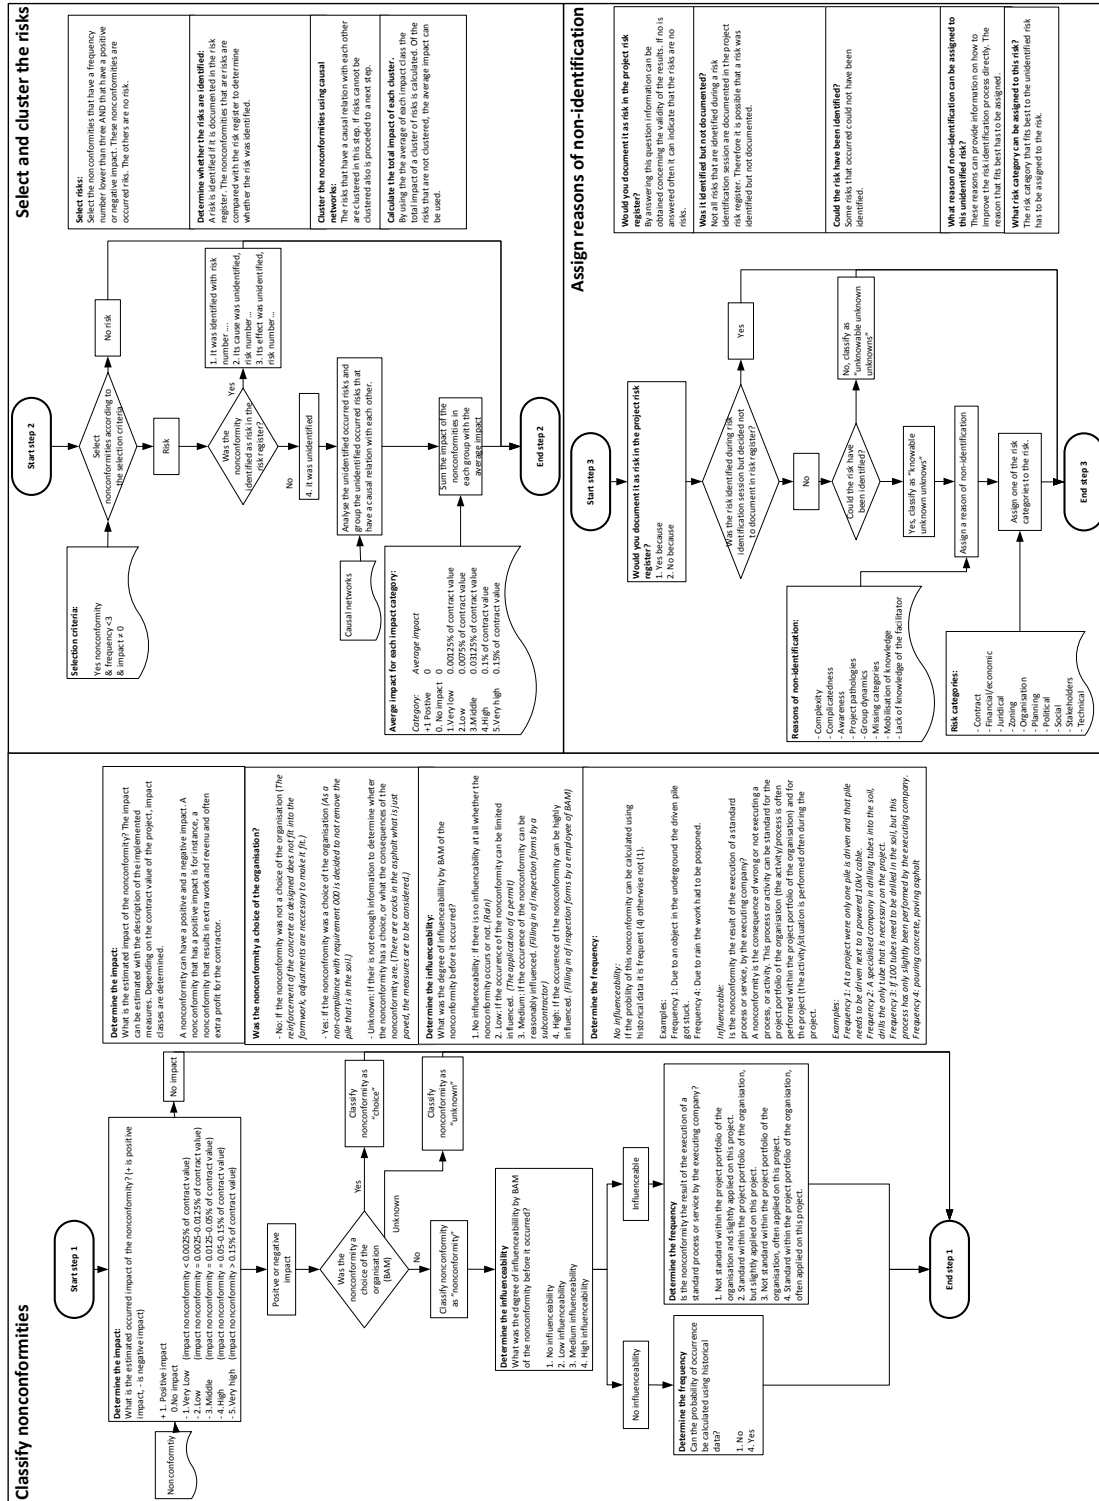 Classify nonconformities
Start step 1
Nonconformtiy
Determine the impact:
What is the estimated occurred impact of the nonconformity? (+ is positive
impact, - is negative impact)
+ 1. Positive impact
0.No impact
- 1. Very Low (impact nonconformity < 0.0025% of contract value)
- 2. Low (impact nonconformity = 0.0025-0.0125% of contract value)
- 3. Middle (impact nonconformity = 0.0125-0.05% of contract value)
- 4. High (impact nonconformity = 0.05-0.15% of contract value)
- 5. Very high (impact nonconformity > 0.15% of contract value)
No impact
Positive or negative
impact
Was the
nonconformity a
choice of the
organisation
(BAM)
Yes
Classify
nonconformity as
"choice"
Unknown
Classify
nonconformity as
"unknown"
No
Classify nonconformity
as "nonconformity"
Determine the influenceability
What was the degree of influenceabilility by BAM
of the nonconformity before it occurred?
1. No influenceability
2. Low influenceability
3. Medium influenceability
4. High influenceability
No influenceability
Influenceable
Determine the frequency
Can the probability of occurrence
be calculated using historical
data?
1. No
4. Yes
Determine the frequency
Is the nonconformity the result of the execution of a
standard process or service by the executing company?
1. Not standard within the project portfolio of the
organisation and slightly applied on this project.
2. Standard within the project portfolio of the organisation,
but slightly applied on this project.
3. Not standard within the project portfolio of the
organisation, often applied on this project.
4. Standard within the project portfolio of the organisation,
often applied on this project.
End step 1
Determine the impact:
What is the estimated impact of the nonconformity? The impact
can be estimated with the description of the implemented
measures. Depending on the contract value of the project, impact
classes are determined.
A nonconformity can have a positive and a negative impact. A
nonconformity that has a positive impact is for instance, a
nonconformity that results in extra work and revenu and often
extra profit for the contractor.
Was the nonconformity a choice of the organisation?
- No: If the nonconformity was not a choice of the organisation (The
reinforcement of the concrete as designed does not fit into the
formwork, adjustments are necesary to make it fit.)
- Yes: If the nonconformity was a choice of the organisation (As a
non-compliance with requirement 000 is decided to not remove the
pile that is in the soil.)
- Unknown: If their is not enough information to determine wheter
the nonconformity has a choice, or what the consequences of the
nonconformity are. (There are cracks in the asphalt what is just
poved, the measures are to be considered.)
Determine the influenceability:
What was the degree of influenceabilility by BAM of the
nonconformity before it occurred?
1. No influenceability: If there is no influencability at all whether the
nonconformity occurs or not. (Rain)
2. Low: If the occurence of the nonconformity can be limited
influenced. (The application of a permit)
3. Medium: If the occurence of the nonconformity can be
reasonably influenced. (Filling in of inspection forms by a
subcontractor)
4. High: If the occurence of the nonconformity can be highly
influenced. (Filling in of inspection forms by a employee of BAM)
Determine the frequency:
No influenceability:
If the probability of this nonconformity can be calculated using
historical data it is frequent (4) otherwise not (1).
Examples:
Frequency 1: Due to an object in the underground the driven pile
got stuck.
Frequency 4: Due to rain the work had to be posponed.
Influenceable:
Is the nonconformity the result of the execution of a standard
process or service, by the executing company?
A nonconformity is the consequence of wrong or not executing a
process, or activity. This process or activity can be standard for the
project portfolio of the organisation (the activity/process is often
performed within the project portfolio of the organisation) and for
the project (the activity/situation is performed often during the
project.
Examples:
Frequency 1: At a project were only one pile is driven and that pile
needs to be driven next to a powered 10kV cable.
Frequency 2: A specialised company in drilling tubes into the soil,
drills the only tube that is necessary on the project.
Frequency 3: If 100 tubes need to be driled in the soil, but this
process has only slightly been performed by the executing company.
Frequency 4: pouring concrete, paving asphalt
Select and cluster the risks
Start step 2
Selection criteria:
Yes nonconformity
& frequency <3
& impact ≠ 0
Select
nonconformities according to
the selection criteria
No risk
Risk
Was the
nonconformity
identified as risk in the
risk register?
Yes
1. It was identified with risk
number ....
2. Its cause was unidentified,
risk number...
3. Its effect was unidentified,
risk number...
No
4. it was unidentified
Causal networks
Analyse the unidentified occurred risks and
group the unidentified occurred risks that
have a causal relation with each other.
Averge impact for each impact category:
Category: Average impact
+1 Postive 0
0. No impact 0
1.Very low 0.00125% of contract value
2.Low 0.0075% of contract value
3.Middle 0.03125% of contract value
4.High 0.1% of contract value
5.Very high 0.15% of contract value
Sum the impact of the
nonconformities in
each group with the
average impact
End step 2
Select risks:
Select the nonconformities that have a frequency
number lower than three AND that have a positive
or negative impact. These nonconformities are
occurred riks. The others are no risk.
Determine whether the risks are identified:
A risk is identified if it is documented in the risk
register. The nonconformities that are risks are
compared with the risk register to determine
whether the risk was identified.
Cluster the nonconformities using causal
networks:
The risks that have a causal relation with each other
are clustered in this step. If risks cannot be
clustered also is proceded to a next step.
Calculate the total impact of each cluster.
By using the the average of each impact class the
total impact of a cluster of risks is calculated. Of the
risks that are not clustered, the average impact can
be used.
Assign reasons of non-identification
Start step 3
Would you document it as risk in the project risk
register?
1. Yes because
2. No because
Was the risk identified during risk
identification session but decided not
to document in risk register?
Yes
No
Could the risk have
been identified?
No, classify as
"unknowable unknown
unknowns"
Yes, classify as "knowable
unknown unknows"
Reasons of non-identification:
- Complexity
- Complicatedness
- Awareness
- Project pathologies
- Group dynamics
- Missing categories
- Mobilisation of knowledge
- Lack of knowledge of the facilitator
Assign a reason of non-identification
Risk categories:
- Contract
- Financial/economic
- Juridical
- Zoning
- Organisation
- Planning
- Political
- Social
- Stakeholders
- Technical
Assign one of the risk
categories to the risk.
End step 3
Would you document it as risk in the project risk
register?
By answering this question information can be
obtained concerning the validity of the results. If no is
answered often it can indicate that the risks are no
risks.
Was it identified but not documented?
Not all risks that are idnetified during a risk
identification session are documented in the project
risk register. Therefore it is possible that a risk was
identified but not documented.
Could the risk have been identified?
Some risks that occurred could not have been
identified.
What reason of non-identification can be assigned to
this unidentified risk?
These reasons can provide information on how to
improve the risk identification process directly. The
reason that fits best has to be assigned.
What risk category can be assigned to this risk?
The risk category that fits best to the unidentified risk
has to be assigned to the risk.